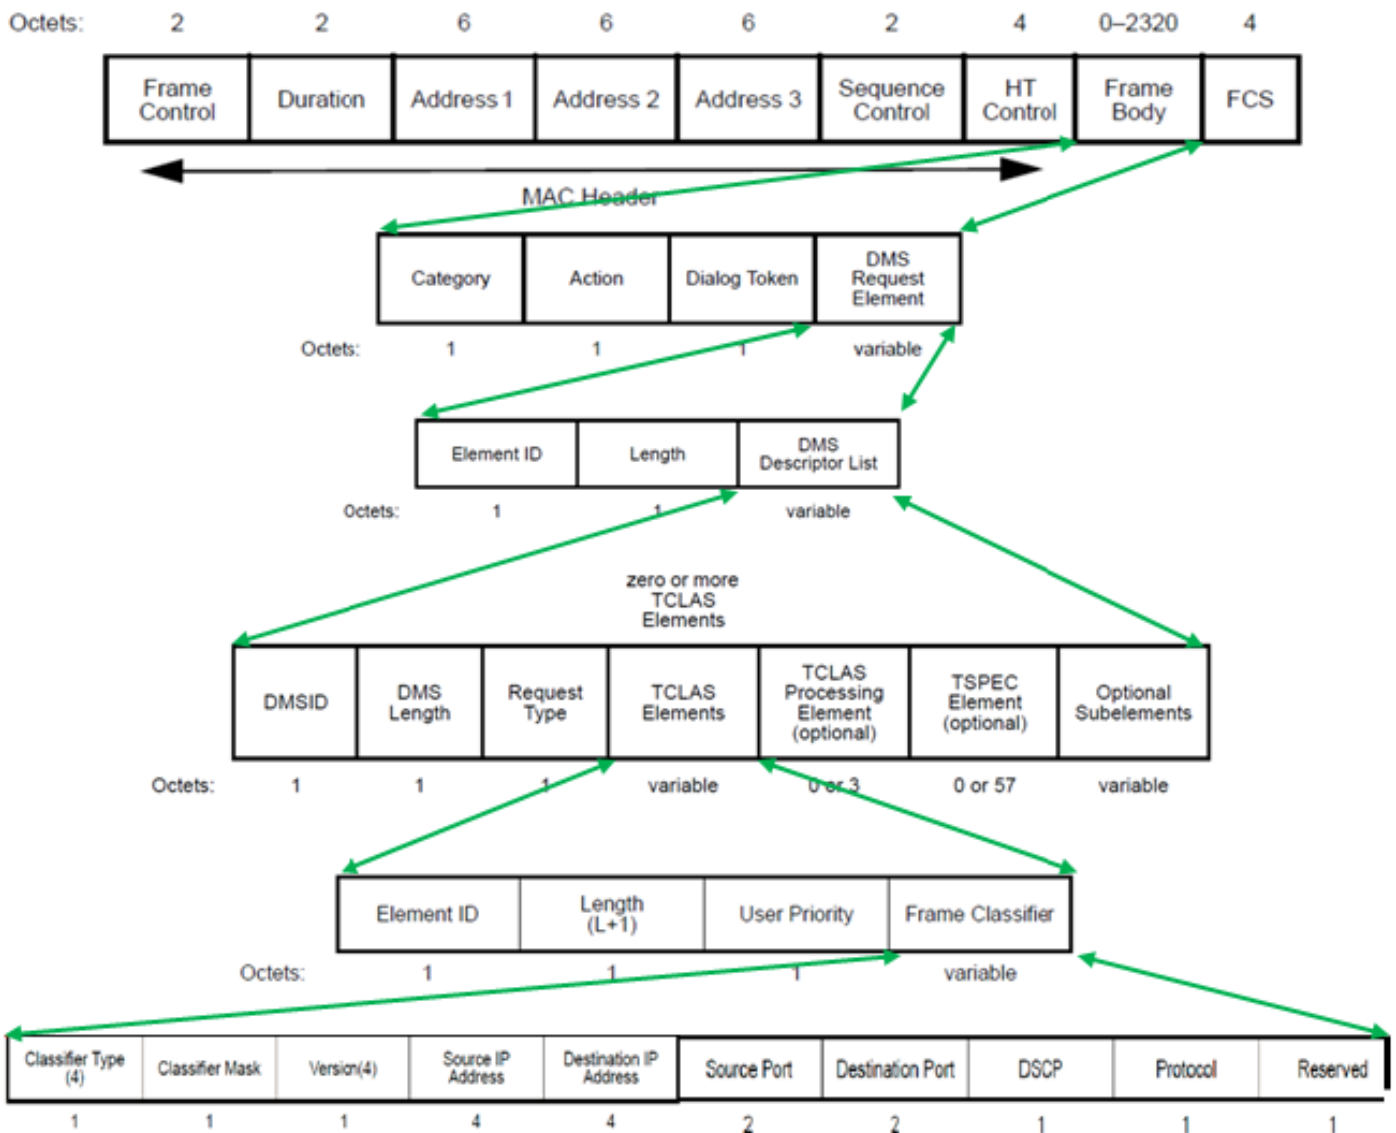 Octets: 2 2 6 6 6 2 4 0–2320 4
Frame Control Duration Address 1 Address 2 Address 3 Sequence Control HT Control Frame Body FCS
MAC Header
Category Action Dialog Token DMS Request Element
Octets: 1 1 1 variable
Element ID Length DMS Descriptor List
Octets: 1 1 variable
zero or more
TCLAS
Elements
DMSID DMS Length Request Type TCLAS Elements TCLAS Processing Element (optional) TSPEC Element (optional) Optional Subelements
Octets: 1 1 1 variable 0 or 3 0 or 57 variable
Element ID Length (L+1) User Priority Frame Classifier
Octets: 1 1 1 variable
Classifier Type (4) Classifier Mask Version(4) Source IP Address Destination IP Address Source Port Destination Port DSCP Protocol Reserved
1 1 1 4 4 2 2 1 1 1